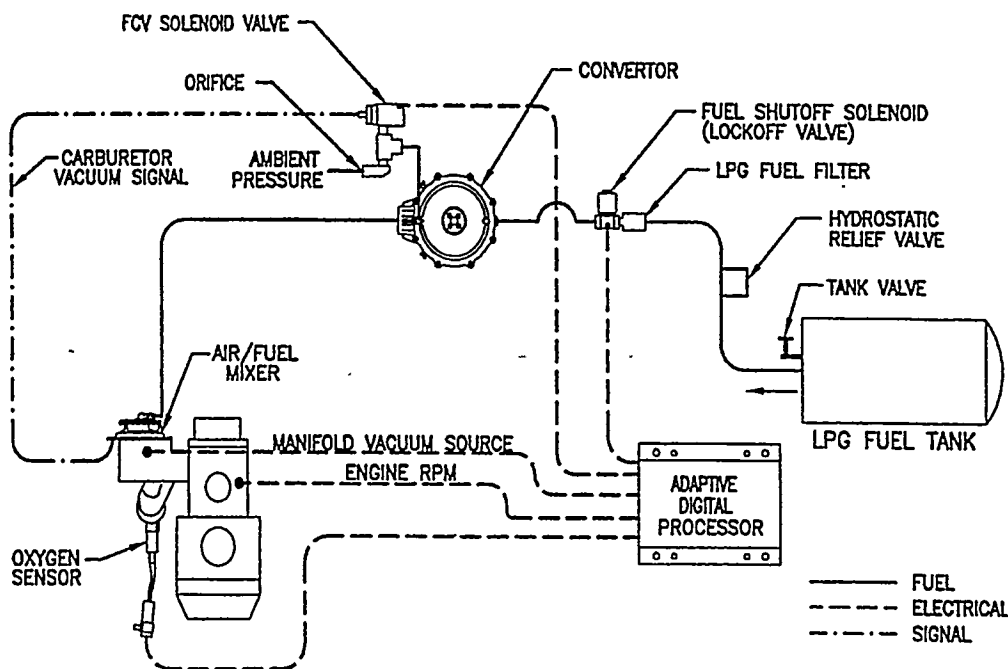 FCV SOLENOID VALVE
ORIFICE
CONVERTOR
FUEL SHUTOFF SOLENOID
(LOCKOFF VALVE)
CARBURETOR
VACUUM SIGNAL
AMBIENT
PRESSURE
LPG FUEL FILTER
HYDROSTATIC
RELIEF VALVE
TANK VALVE
AIR/FUEL
MIXER
LPG FUEL TANK
MANIFOLD VACUUM SOURCE
ENGINE RPM
ADAPTIVE
DIGITAL
PROCESSOR
OXYGEN
SENSOR
FUEL
ELECTRICAL
SIGNAL